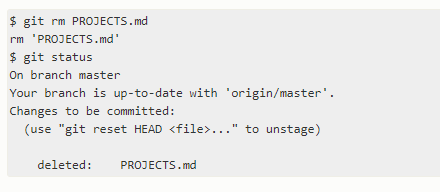 $ git rm PROJECTS.md
rm 'PROJECTS.md'
$ git status
On branch master
Your branch is up-to-date with 'origin/master'.
Changes to be committed:
  (use "git reset HEAD <file>..." to unstage)

    deleted:    PROJECTS.md